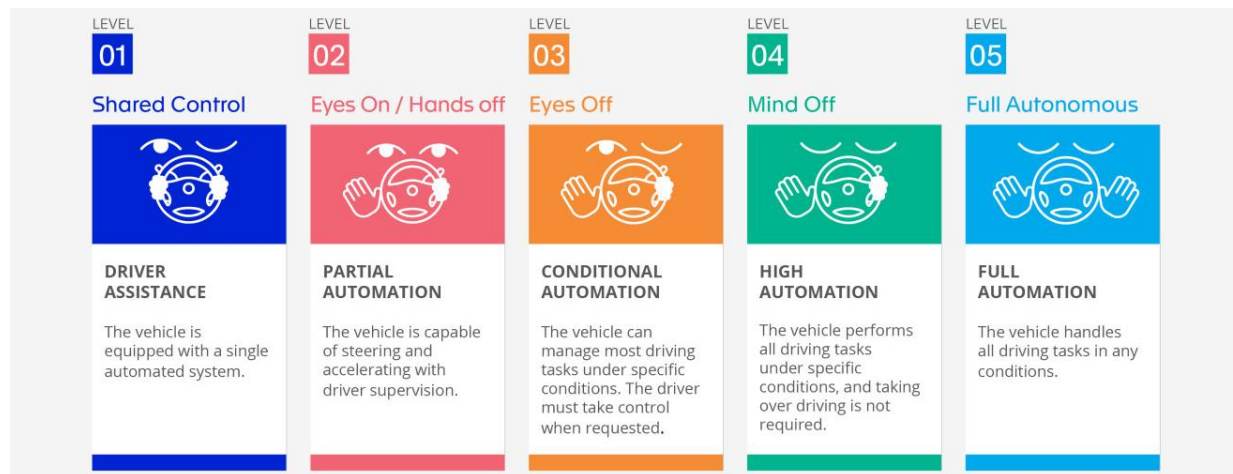 LEVEL
01
Shared Control
DRIVER
ASSISTANCE
The vehicle is
equipped with a single
automated system.
LEVEL
02
Eyes On / Hands off
PARTIAL
AUTOMATION
The vehicle is capable
of steering and
accelerating with
driver supervision.
LEVEL
03
Eyes Off
CONDITIONAL
AUTOMATION
The vehicle can
manage most driving
tasks under specific
conditions. The driver
must take control
when requested.
LEVEL
04
Mind Off
HIGH
AUTOMATION
The vehicle performs
all driving tasks
under specific
conditions, and taking
over driving is not
required.
LEVEL
05
Full Autonomous
FULL
AUTOMATION
The vehicle handles
all driving tasks in any
conditions.